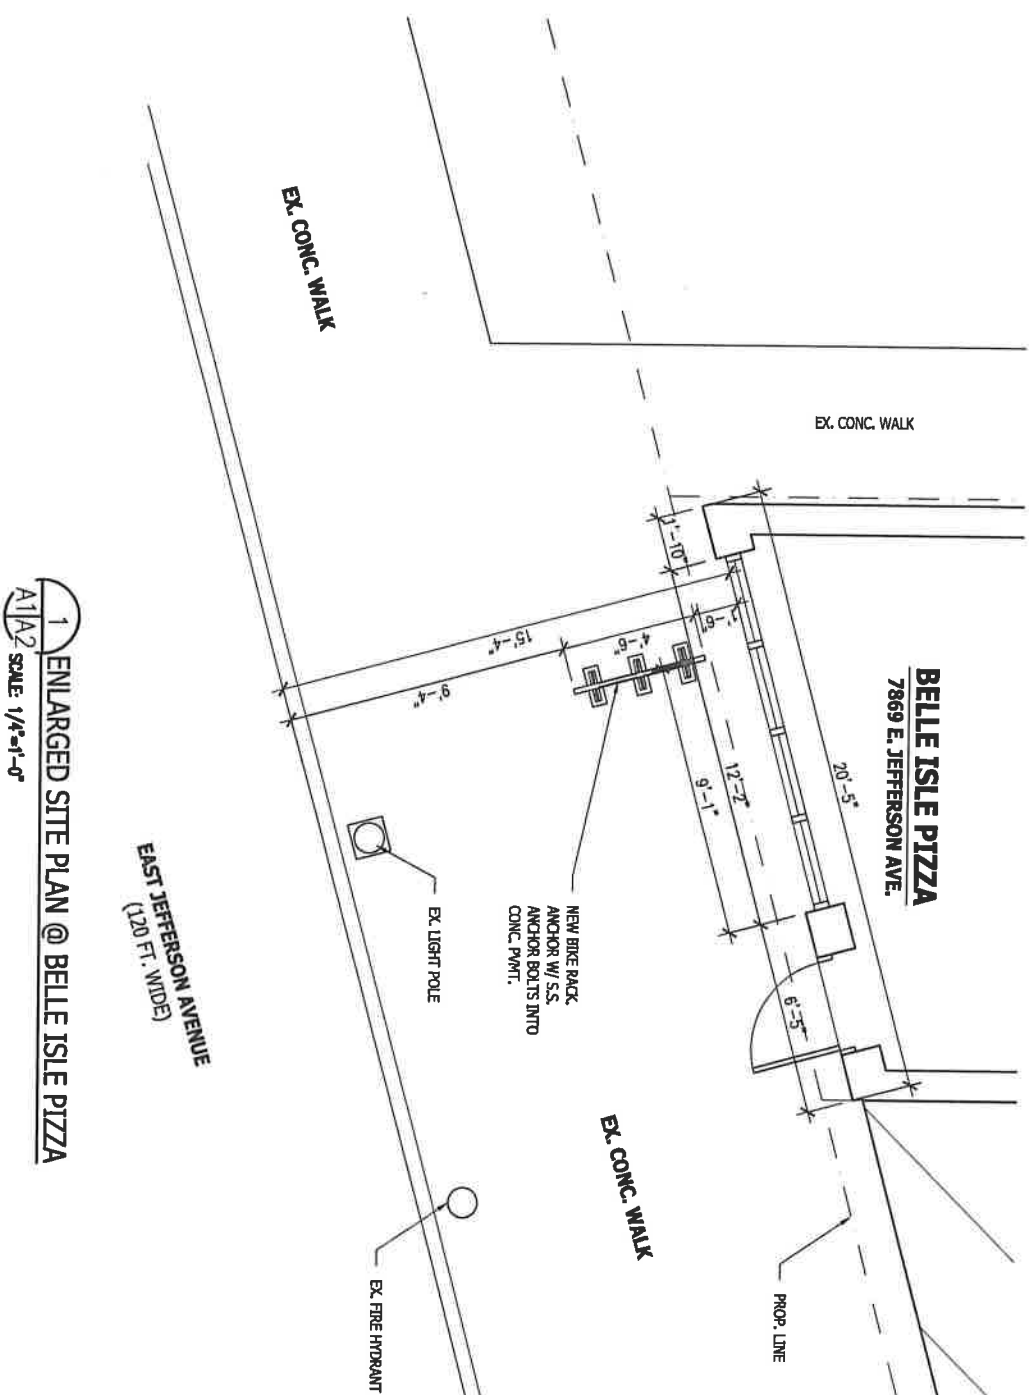 EX. CONC. WALK
BELLE ISLE PIZZA
7869 E. JEFFERSON AVE.
20'-5"
1'-10"
12'-2"
6'-5"
9'-1"
1'-6"
4'-6"
15'-4"
9'-4"
PROP. LINE
EX. CONC. WALK
EX. CONC. WALK
NEW BIKE RACK.
ANCHOR W/ S.S.
ANCHOR BOLTS INTO
CONC. PVMT.
EX. LIGHT POLE
EX. FIRE HYDRANT
EAST JEFFERSON AVENUE
(120 FT. WIDE)
1
A1 A2
ENLARGED SITE PLAN @ BELLE ISLE PIZZA
SCALE: 1/4"=1'-0"